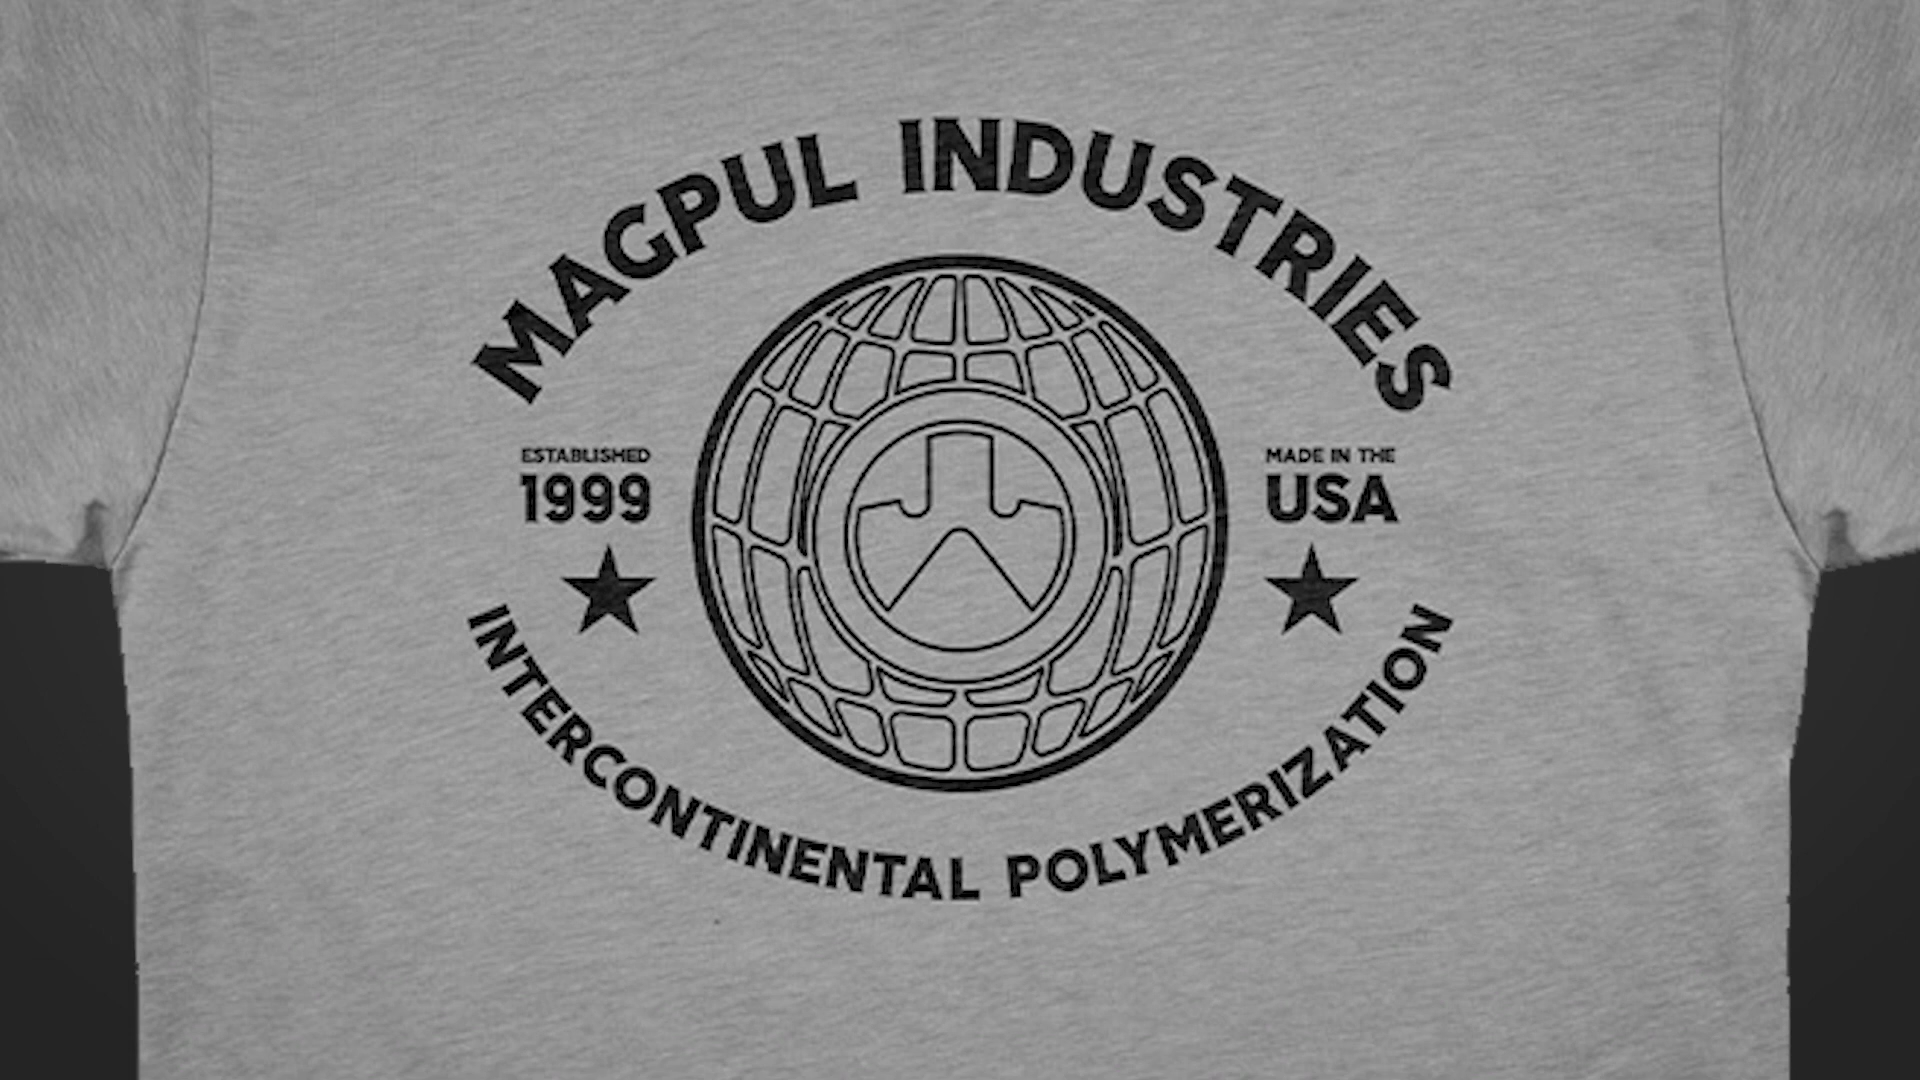 MAGPUL INDUSTRIES
ESTABLISHED
1999
MADE IN THE
USA
INTERCONTINENTAL POLYMERIZATION